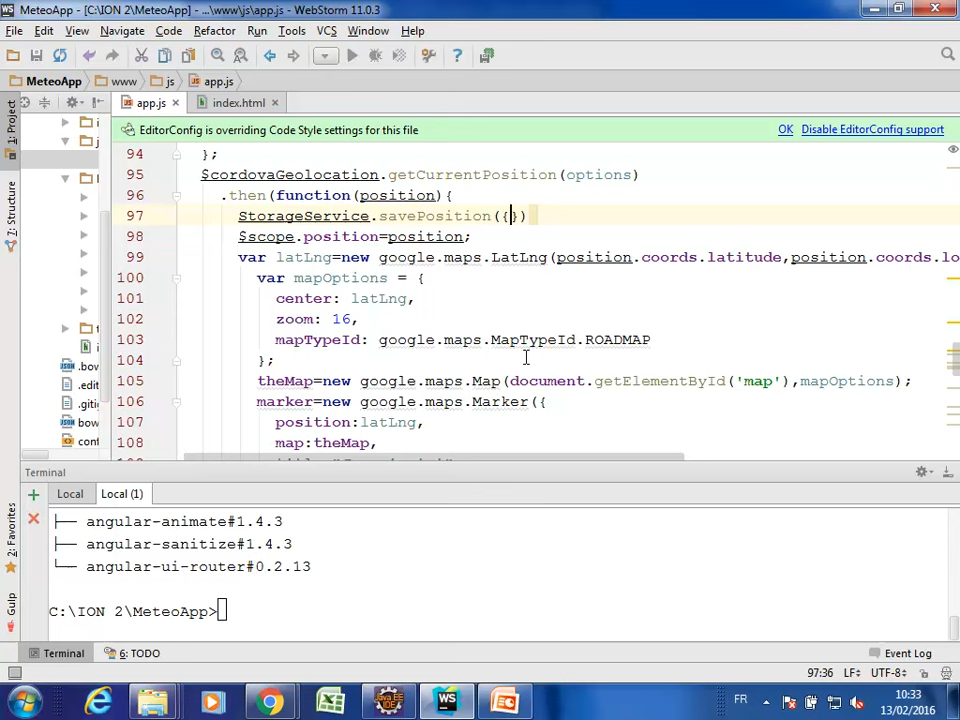 MeteoApp - [C:\ION 2\MeteoApp] - ...\www\js\app.js - WebStorm 11.0.3
File Edit View Navigate Code Refactor Run Tools VCS Window Help
MeteoApp www js app.js
app.js index.html
EditorConfig is overriding Code Style settings for this file OK Disable EditorConfig support
1: Project
7: Structure
2: Favorites
Gulp
.bow
.edit
.gitig
bow
conf
94 };
95 $cordovaGeolocation.getCurrentPosition(options)
96 .then(function(position){
97 StorageService.savePosition({})
98 $scope.position=position;
99 var latLng=new google.maps.LatLng(position.coords.latitude,position.coords.lo
100 var mapOptions = {
101 center: latLng,
102 zoom: 16,
103 mapTypeId: google.maps.MapTypeId.ROADMAP
104 };
105 theMap=new google.maps.Map(document.getElementById('map'),mapOptions);
106 marker=new google.maps.Marker({
107 position:latLng,
108 map:theMap,
Terminal
Local Local (1)
├── angular-animate#1.4.3
├── angular-sanitize#1.4.3
└── angular-ui-router#0.2.13
C:\ION 2\MeteoApp>
Terminal 6: TODO Event Log
97:36 LF÷ UTF-8÷
FR 10:33
13/02/2016